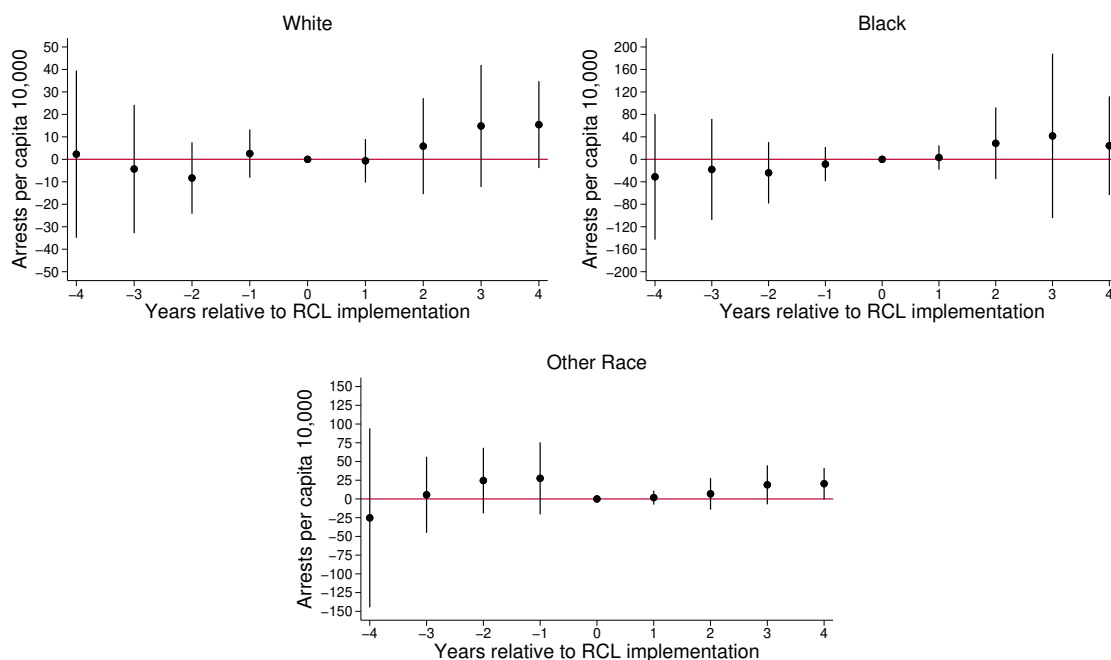 White
Arrests per capita 10,000
50
40
30
20
10
0
−10
−20
−30
−40
−50
−4 −3 −2 −1 0 1 2 3 4
Years relative to RCL implementation
Black
Arrests per capita 10,000
200
160
120
80
40
0
−40
−80
−120
−160
−200
−4 −3 −2 −1 0 1 2 3 4
Years relative to RCL implementation
Other Race
Arrests per capita 10,000
150
125
100
75
50
25
0
−25
−50
−75
−100
−125
−150
−4 −3 −2 −1 0 1 2 3 4
Years relative to RCL implementation